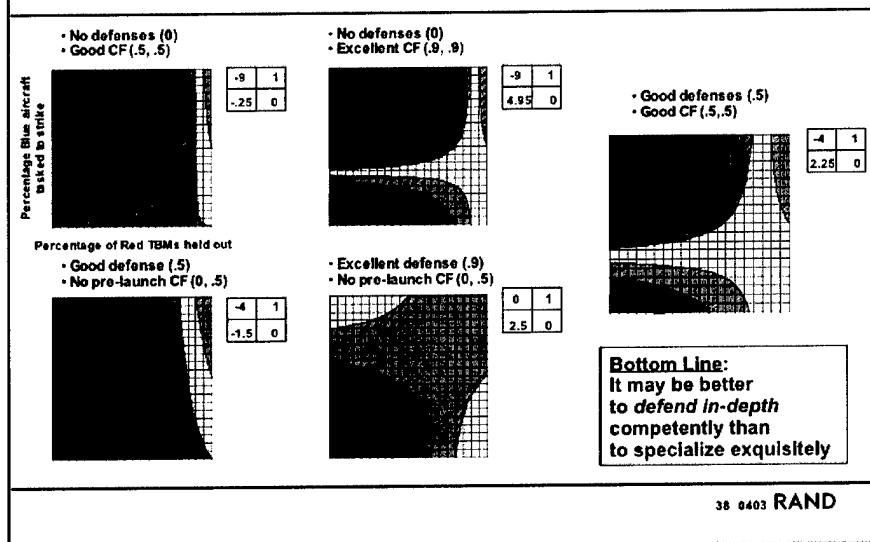 • No defenses (0)
• Good CF (.5, .5)
-9 1
-.25 0
• No defenses (0)
• Excellent CF (.9, .9)
-9 1
4.95 0
• Good defenses (.5)
• Good CF (.5,.5)
-4 1
2.25 0
Percentage Blue aircraft
tasked to strike
Percentage of Red TBMs held out
• Good defense (.5)
• No pre-launch CF (0, .5)
-4 1
-1.5 0
• Excellent defense (.9)
• No pre-launch CF (0, .5)
0 1
2.5 0
Bottom Line:
It may be better
to defend in-depth
competently than
to specialize exquisitely
38 0403 RAND